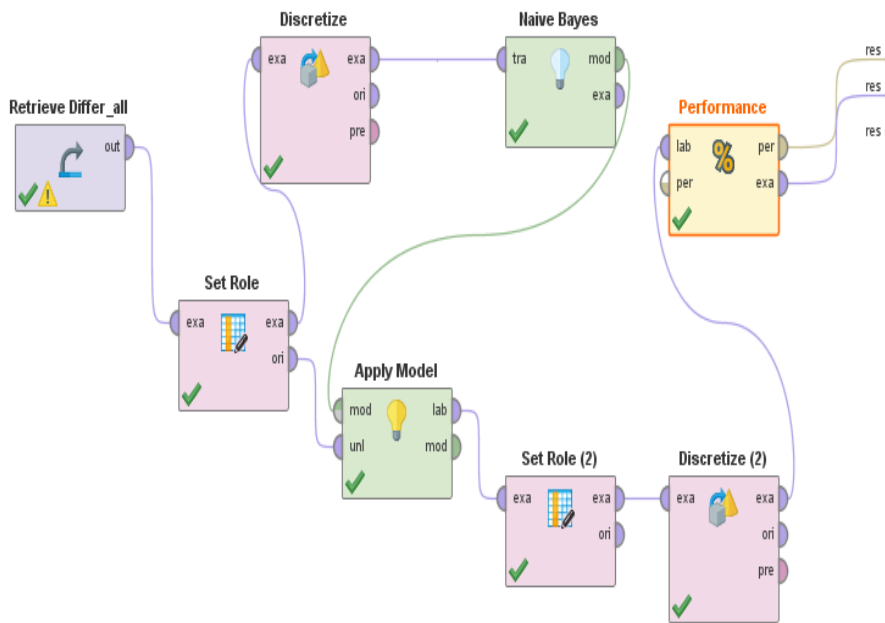 Discretize
exa exa
ori
pre
Naive Bayes
tra mod
exa
res
res
res
Retrieve Differ_all
out
Performance
lab per
per exa
Set Role
exa exa
ori
Apply Model
mod lab
unl mod
Set Role (2)
exa exa
ori
Discretize (2)
exa exa
ori
pre